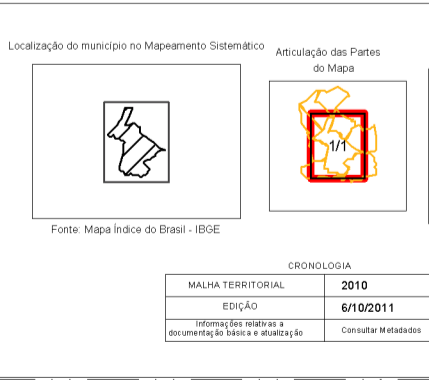 Localização do município no Mapeamento Sistemático
Articulação das Partes
do Mapa
1/1
Fonte: Mapa Índice do Brasil - IBGE
CRONOLOGIA
MALHA TERRITORIAL 2010
EDIÇÃO 6/10/2011
Informações relativas a
documentação básica e atualização Consultar Metadados